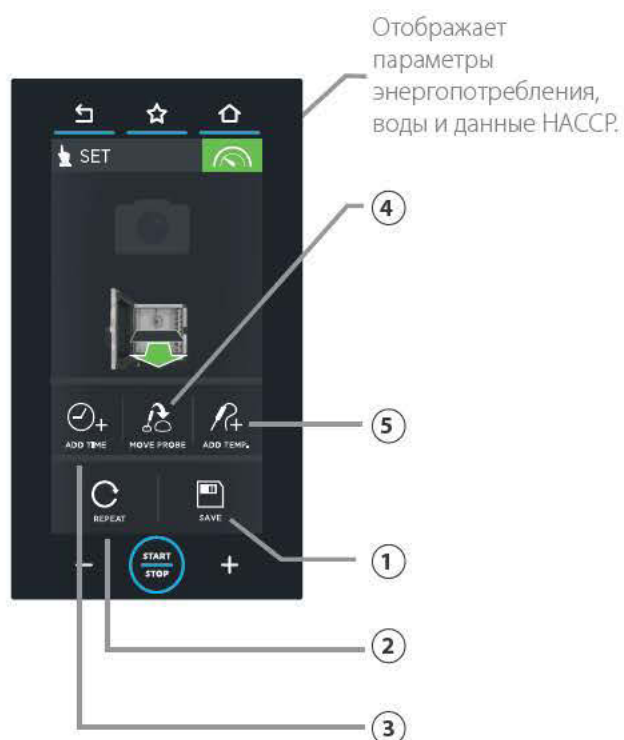 Отображает
параметры
энергопотребления,
воды и данные HACCP.
SET
4
ADD TIME
MOVE PROBE
ADD TEMP.
5
REPEAT
SAVE
1
START
STOP
- +
2
3